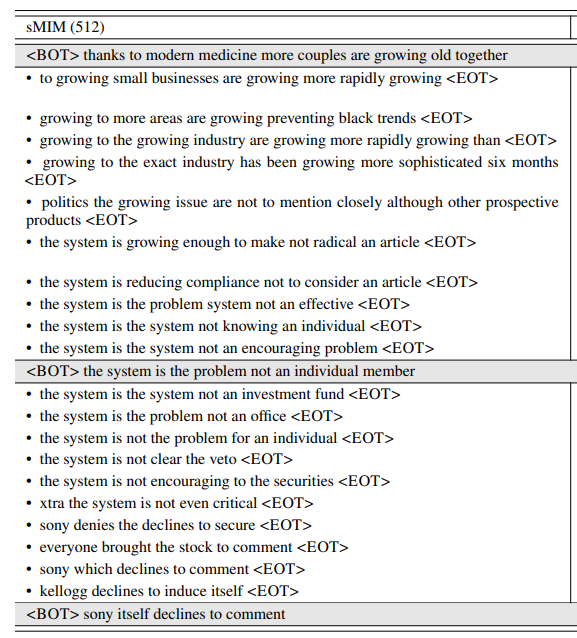 sMIM (512)
<BOT> thanks to modern medicine more couples are growing old together
• to growing small businesses are growing more rapidly growing <EOT>
• growing to more areas are growing preventing black trends <EOT>
• growing to the growing industry are growing more rapidly growing than <EOT>
• growing to the exact industry has been growing more sophisticated six months
<EOT>
• politics the growing issue are not to mention closely although other prospective
products <EOT>
• the system is growing enough to make not radical an article <EOT>
• the system is reducing compliance not to consider an article <EOT>
• the system is the problem system not an effective <EOT>
• the system is the system not knowing an individual <EOT>
• the system is the system not an encouraging problem <EOT>
<BOT> the system is the problem not an individual member
• the system is the system not an investment fund <EOT>
• the system is the problem not an office <EOT>
• the system is not the problem for an individual <EOT>
• the system is not clear the veto <EOT>
• the system is not encouraging to the securities <EOT>
• xtra the system is not even critical <EOT>
• sony denies the declines to secure <EOT>
• everyone brought the stock to comment <EOT>
• sony which declines to comment <EOT>
• kellogg declines to induce itself <EOT>
<BOT> sony itself declines to comment